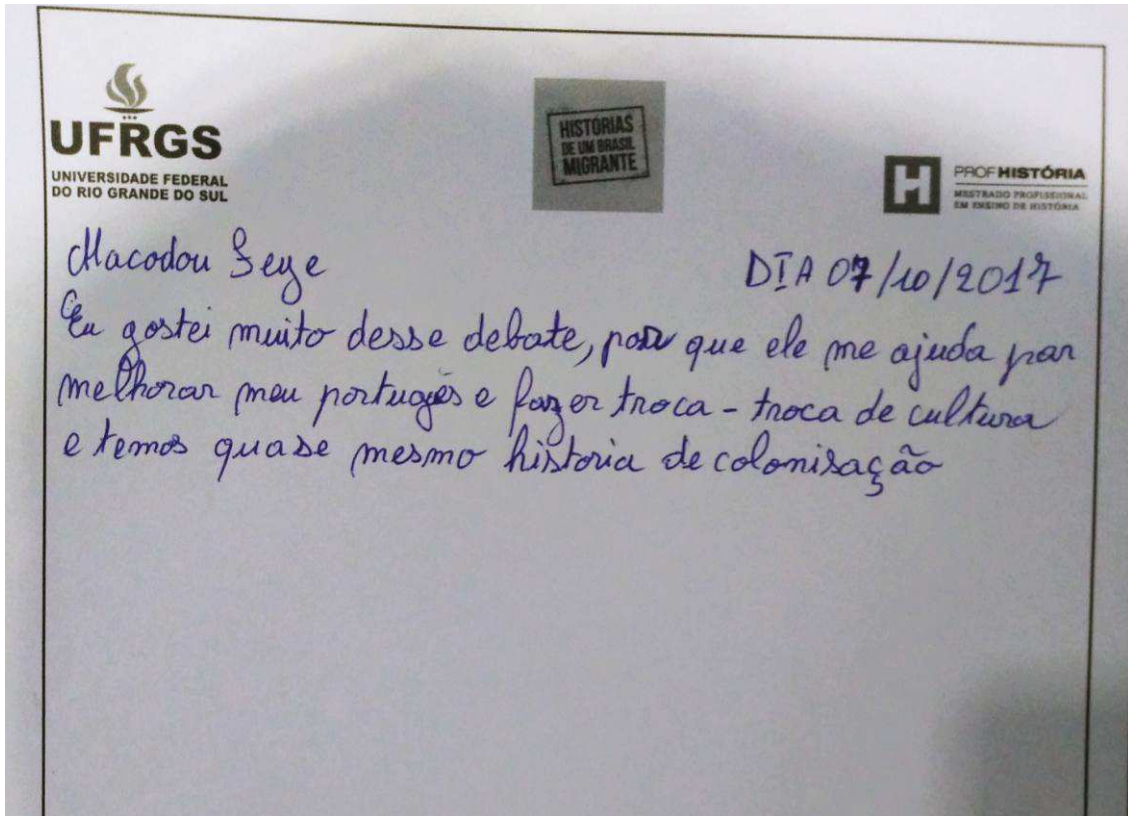 UFRGS
UNIVERSIDADE FEDERAL
DO RIO GRANDE DO SUL
HISTÓRIAS
DE UM BRASIL
MIGRANTE
H PROFHISTÓRIA
MESTRADO PROFISSIONAL
EM ENSINO DE HISTÓRIA
Macodou Seye DIA 07/10/2017
Eu gostei muito desse debate, por que ele me ajuda par
melhorar meu portugês e fazer troca-troca de cultura
e temos quase mesmo historia de colonisação